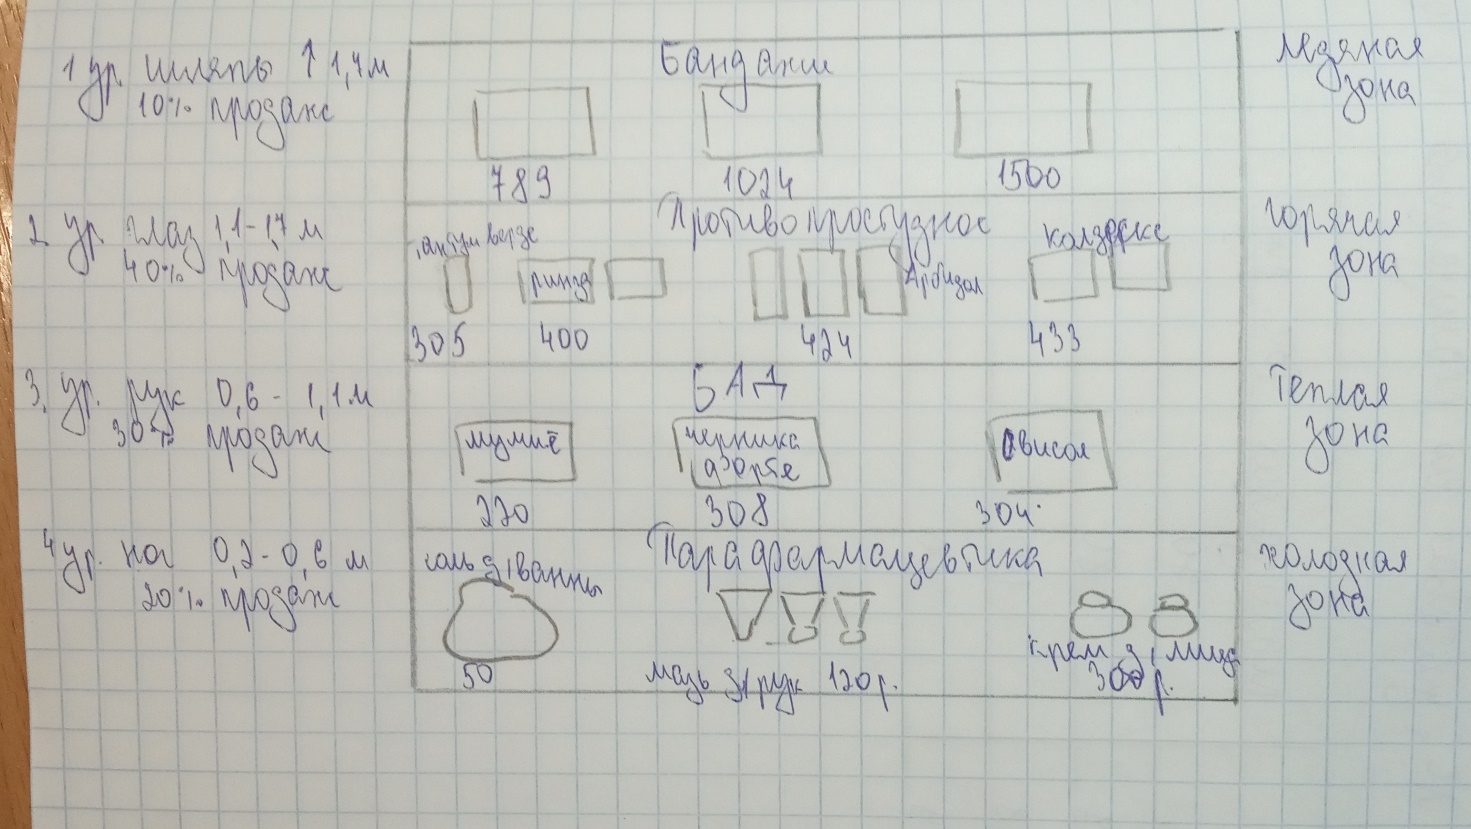 1 ур. шляпы ↑ 1,7 м
10% продаж
Бандажи
Ледяная
зона
789
1024
1500
2 ур глаз 1,1-1,7 м
40% продаж
Противопростудное
Горячая
зона
колдрекс
ринза
Арбидол
305
400
424
433
3. ур. рук 0,6 - 1,1 м
30% продаж
БАД
Теплая
зона
мумиё
черника
форте
овисол
220
308
304
4 ур. ног 0,2-0,6 м
20% продаж
соль д/ванны
Парафармацевтика
холодная
зона
50
мазь д/рук 120 р.
крем д/лица
300 р.